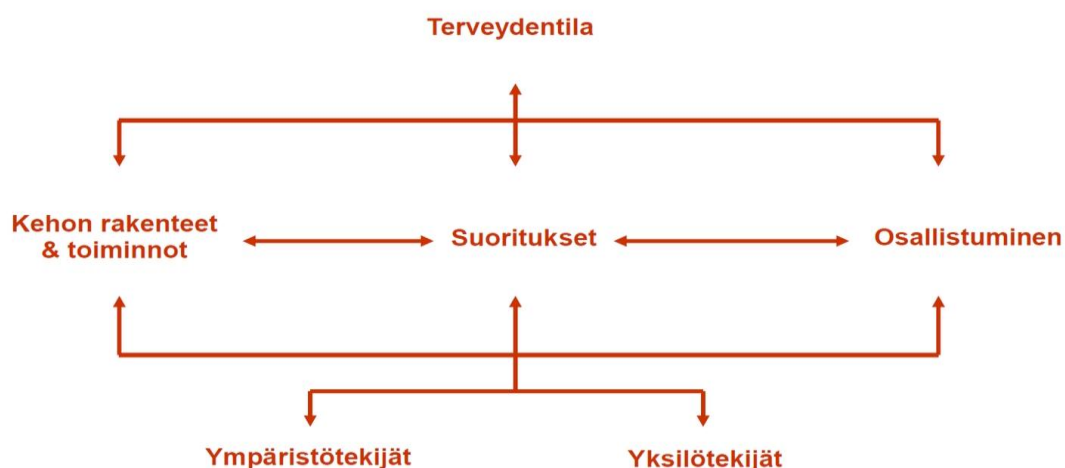 Terveydentila
Kehon rakenteet
& toiminnot
Suoritukset
Osallistuminen
Ympäristötekijät
Yksilötekijät